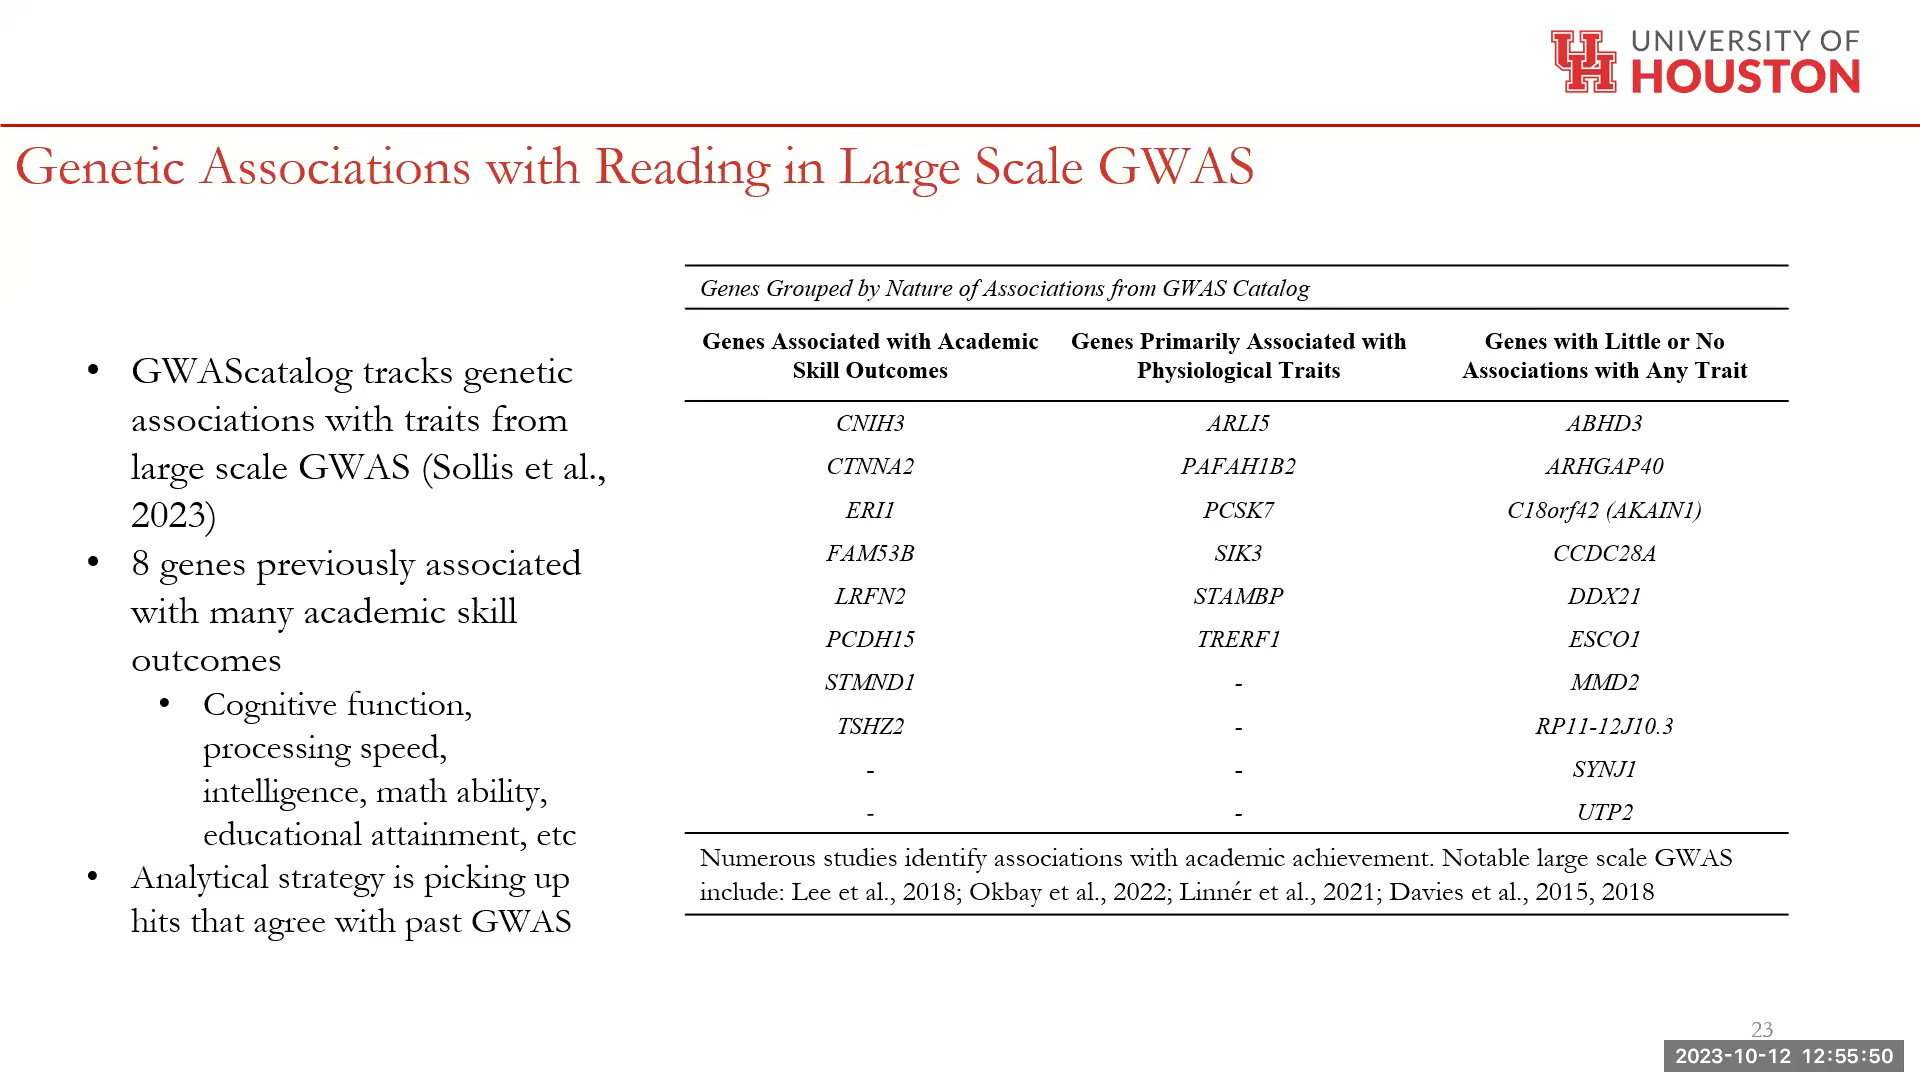 UNIVERSITY OF
HOUSTON
Genetic Associations with Reading in Large Scale GWAS
• GWAScatalog tracks genetic
associations with traits from
large scale GWAS (Sollis et al.,
2023)
• 8 genes previously associated
with many academic skill
outcomes
• Cognitive function,
processing speed,
intelligence, math ability,
educational attainment, etc
• Analytical strategy is picking up
hits that agree with past GWAS
Genes Grouped by Nature of Associations from GWAS Catalog
Genes Associated with Academic Genes Primarily Associated with Genes with Little or No
Skill Outcomes Physiological Traits Associations with Any Trait
CNIH3 ARLI5 ABHD3
CTNNA2 PAFAH1B2 ARHGAP40
ERI1 PCSK7 C18orf42 (AKAIN1)
FAM53B SIK3 CCDC28A
LRFN2 STAMBP DDX21
PCDH15 TRERF1 ESCO1
STMND1 - MMD2
TSHZ2 - RP11-12J10.3
- - SYNJ1
- - UTP2
Numerous studies identify associations with academic achievement. Notable large scale GWAS
include: Lee et al., 2018; Okbay et al., 2022; Linnér et al., 2021; Davies et al., 2015, 2018
23
2023-10-12 12:55:50